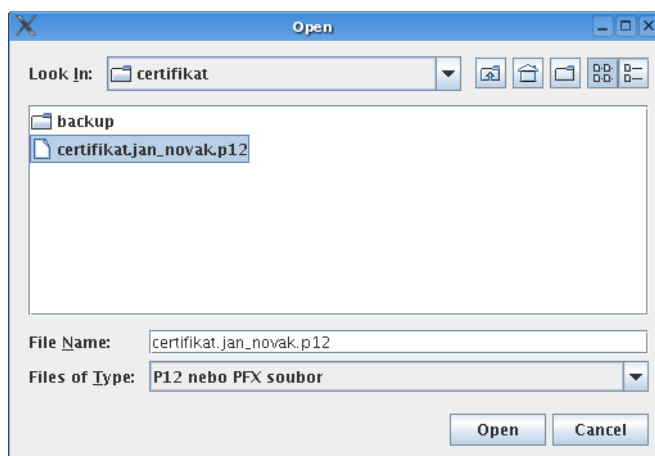 Open
Look In: certifikat
backup
certifikat.jan_novak.p12
File Name: certifikat.jan_novak.p12
Files of Type: P12 nebo PFX soubor
Open Cancel